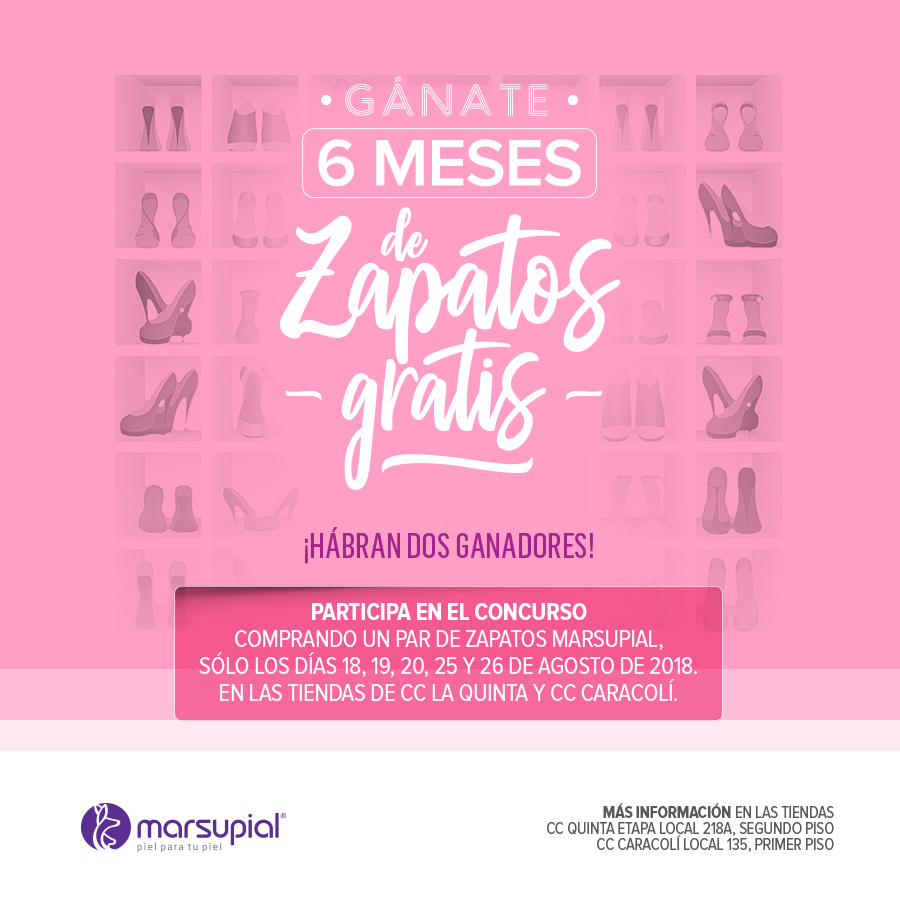 • GÁNATE •
6 MESES
de
Zapatos
– gratis –
¡HÁBRAN DOS GANADORES!
PARTICIPA EN EL CONCURSO
COMPRANDO UN PAR DE ZAPATOS MARSUPIAL,
SÓLO LOS DÍAS 18, 19, 20, 25 Y 26 DE AGOSTO DE 2018.
EN LAS TIENDAS DE CC LA QUINTA Y CC CARACOLÍ.
marsupial®
piel para tu piel
MÁS INFORMACIÓN EN LAS TIENDAS
CC QUINTA ETAPA LOCAL 218A, SEGUNDO PISO
CC CARACOLÍ LOCAL 135, PRIMER PISO